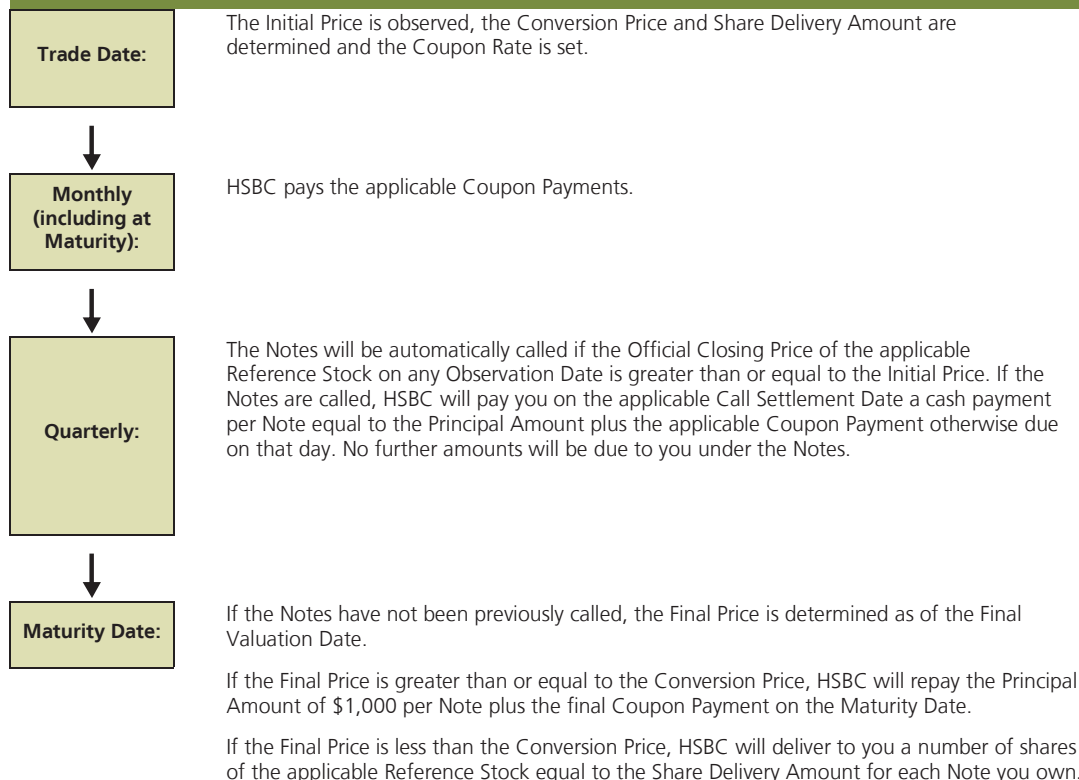 Trade Date:
The Initial Price is observed, the Conversion Price and Share Delivery Amount are
determined and the Coupon Rate is set.
Monthly
(including at
Maturity):
HSBC pays the applicable Coupon Payments.
Quarterly:
The Notes will be automatically called if the Official Closing Price of the applicable
Reference Stock on any Observation Date is greater than or equal to the Initial Price. If the
Notes are called, HSBC will pay you on the applicable Call Settlement Date a cash payment
per Note equal to the Principal Amount plus the applicable Coupon Payment otherwise due
on that day. No further amounts will be due to you under the Notes.
Maturity Date:
If the Notes have not been previously called, the Final Price is determined as of the Final
Valuation Date.
If the Final Price is greater than or equal to the Conversion Price, HSBC will repay the Principal
Amount of $1,000 per Note plus the final Coupon Payment on the Maturity Date.
If the Final Price is less than the Conversion Price, HSBC will deliver to you a number of shares
of the applicable Reference Stock equal to the Share Delivery Amount for each Note you own